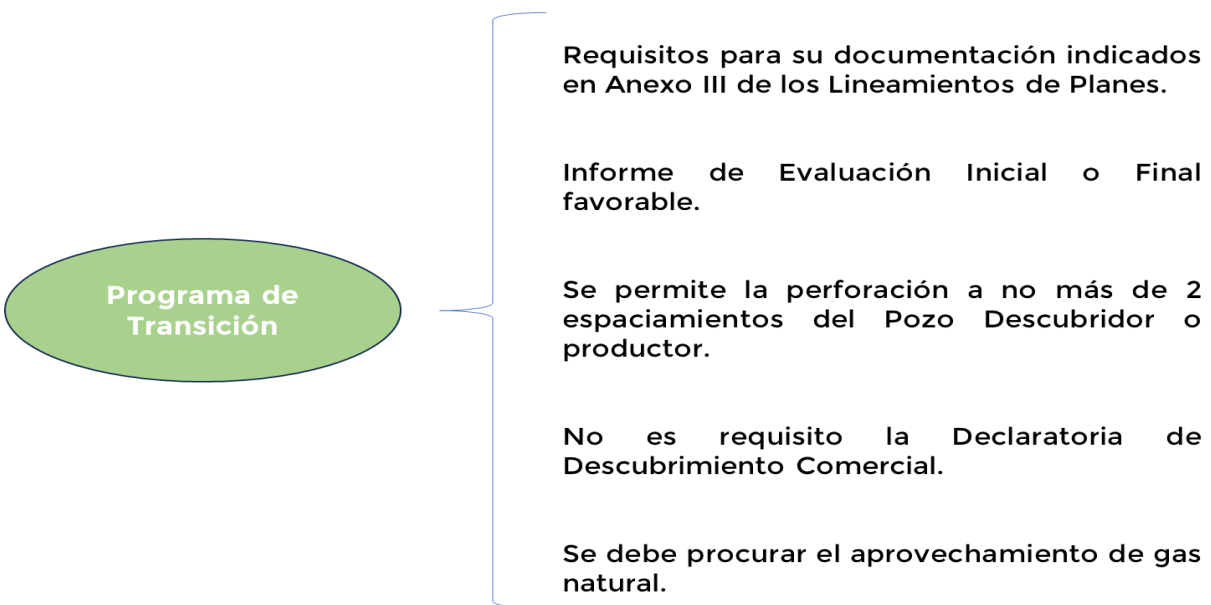 Programa de
Transición
Requisitos para su documentación indicados
en Anexo III de los Lineamientos de Planes.
Informe de Evaluación Inicial o Final
favorable.
Se permite la perforación a no más de 2
espaciamientos del Pozo Descubridor o
productor.
No es requisito la Declaratoria de
Descubrimiento Comercial.
Se debe procurar el aprovechamiento de gas
natural.